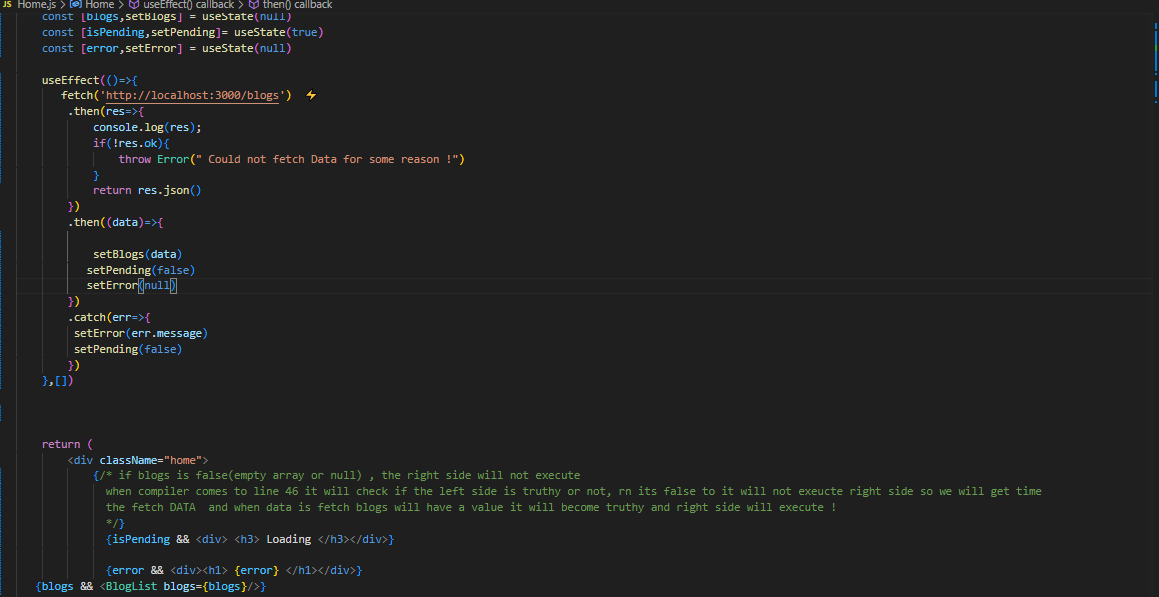 JS Home.js > Home > useEffect() callback > then() callback
const [blogs,setBlogs] = useState(null)
const [isPending,setPending]= useState(true)
const [error,setError] = useState(null)
useEffect(()=>{
fetch('http://localhost:3000/blogs')
.then(res=>{
console.log(res);
if(!res.ok){
throw Error(" Could not fetch Data for some reason !")
}
return res.json()
})
.then((data)=>{
setBlogs(data)
setPending(false)
setError(null)
})
.catch(err=>{
setError(err.message)
setPending(false)
})
},[])
return (
<div className="home">
{/* if blogs is false(empty array or null) , the right side will not execute
when compiler comes to line 46 it will check if the left side is truthy or not, rn its false to it will not exeucte right side so we will get time
the fetch DATA  and when data is fetch blogs will have a value it will become truthy and right side will execute !
*/}
{isPending && <div> <h3> Loading </h3></div>}
{error && <div><h1> {error} </h1></div>}
{blogs && <BlogList blogs={blogs}/>}